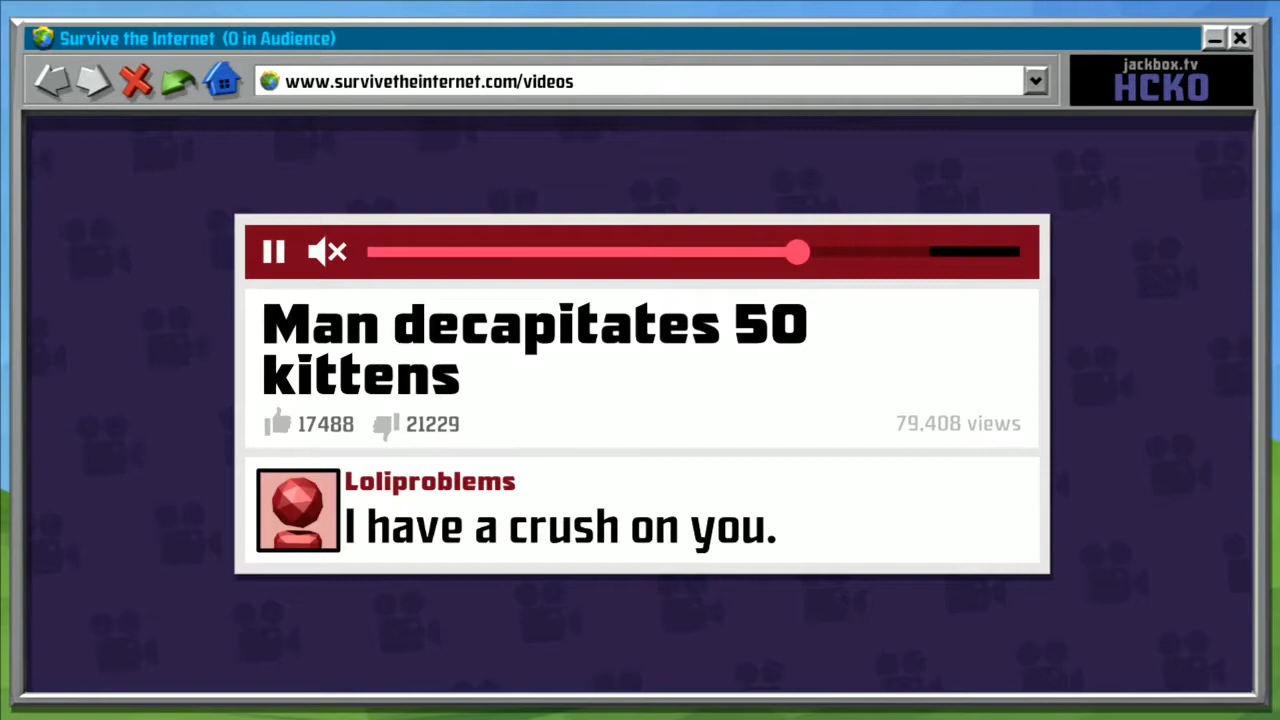 Survive the Internet (0 in Audience)
www.survivetheinternet.com/videos
jackbox.tv
HCKO
Man decapitates 50
kittens
17488 21229 79,408 views
Loliproblems
I have a crush on you.